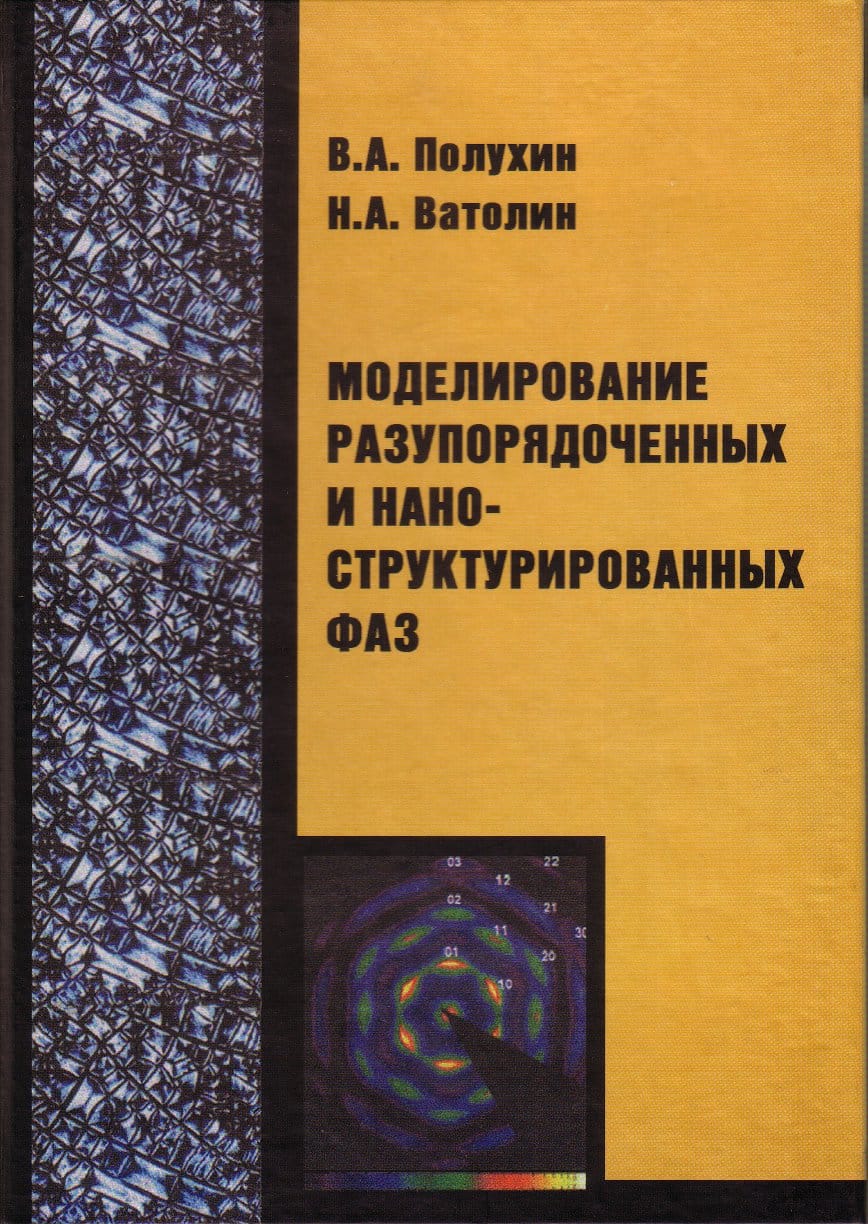 В.А. Полухин
Н.А. Ватолин
МОДЕЛИРОВАНИЕ
РАЗУПОРЯДОЧЕННЫХ
И НАНО-
СТРУКТУРИРОВАННЫХ
ФАЗ
03
22
12
02
21
11
30
01
20
10